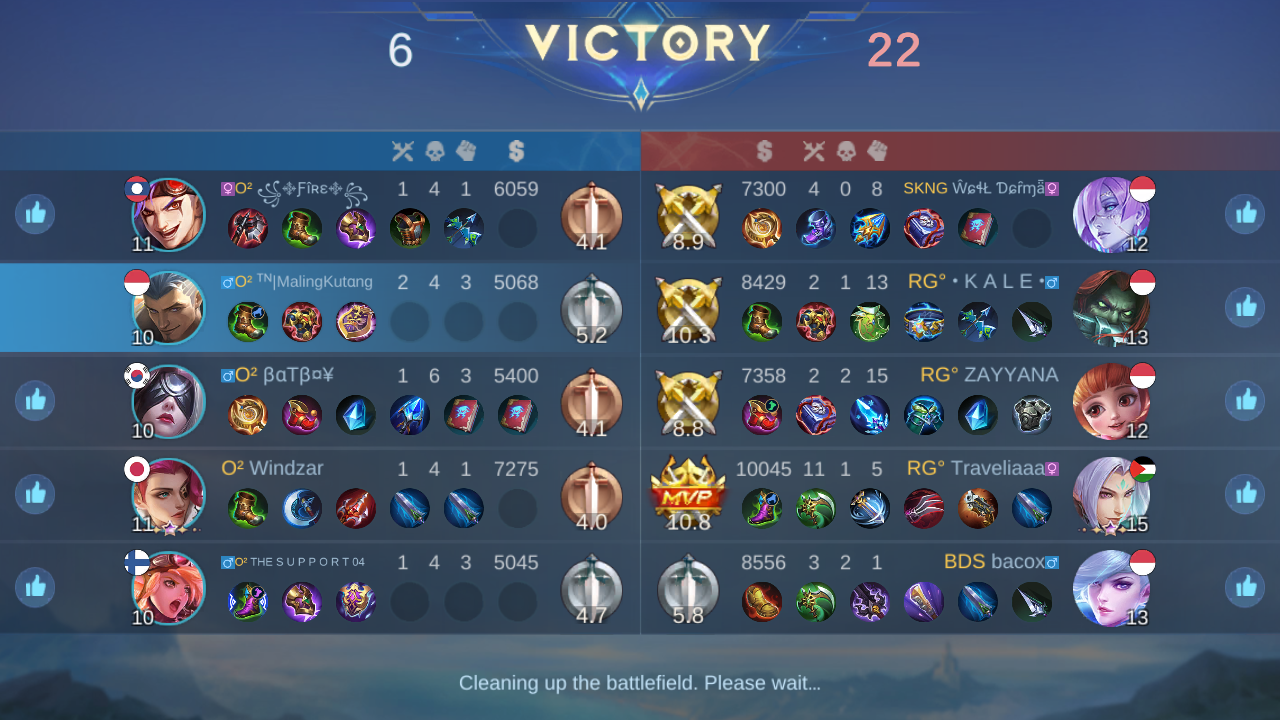 VICTORY
6 22
O² Fîʀɛ 1 4 1 6059 4.1 11
8.9 7300 4 0 8 SKNG 12
O² ᵀᴺ|MalingKutang 2 4 3 5068 5.2 10
10.3 8429 2 1 13 RG° • K A L E • 13
O² βαTβ¤¥ 1 6 3 5400 4.1 10
8.8 7358 2 2 15 RG° ZAYYANA 12
O² Windzar 1 4 1 7275 4.0 11
MVP 10.8 10045 11 1 5 RG° Traveliaaa 15
O² THE S U P P O R T 04 1 4 3 5045 4.7 10
5.8 8556 3 2 1 BDS bacox 13
Cleaning up the battlefield. Please wait...